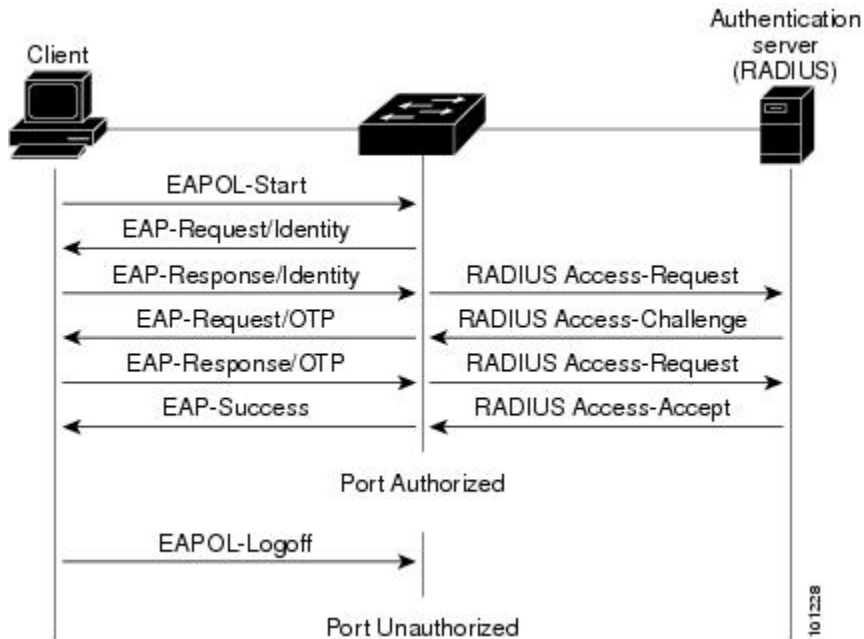 Client
Authentication
server
(RADIUS)
EAPOL-Start
EAP-Request/Identity
EAP-Response/Identity
RADIUS Access-Request
EAP-Request/OTP
RADIUS Access-Challenge
EAP-Response/OTP
RADIUS Access-Request
EAP-Success
RADIUS Access-Accept
Port Authorized
EAPOL-Logoff
Port Unauthorized
101228